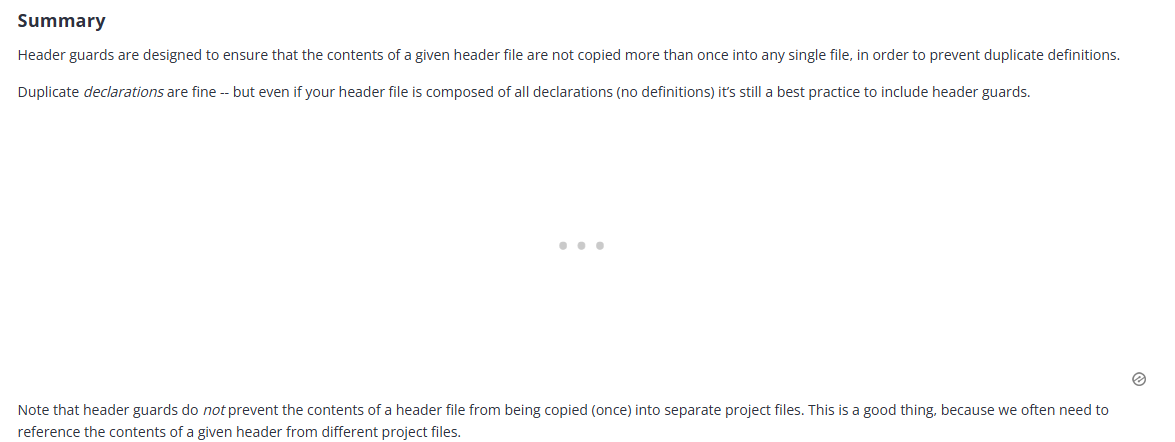 Summary
Header guards are designed to ensure that the contents of a given header file are not copied more than once into any single file, in order to prevent duplicate definitions.
Duplicate declarations are fine -- but even if your header file is composed of all declarations (no definitions) it’s still a best practice to include header guards.
Note that header guards do not prevent the contents of a header file from being copied (once) into separate project files. This is a good thing, because we often need to
reference the contents of a given header from different project files.